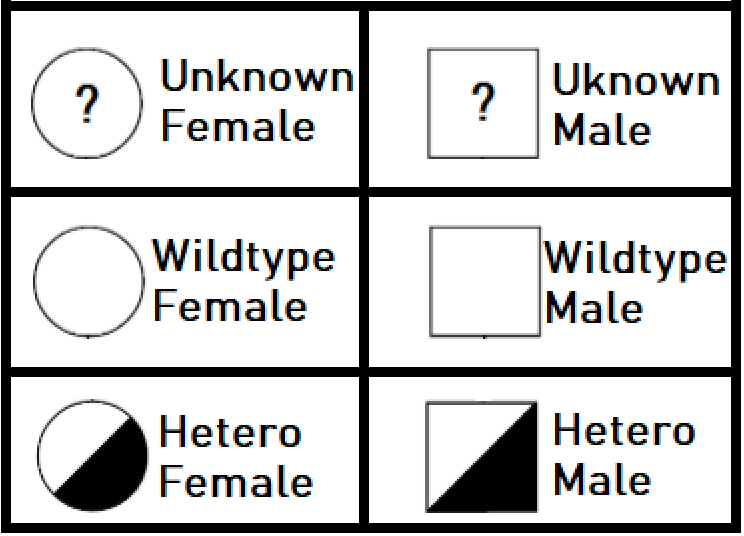 ?
Unknown
Female
?
Uknown
Male
Wildtype
Female
Wildtype
Male
Hetero
Female
Hetero
Male